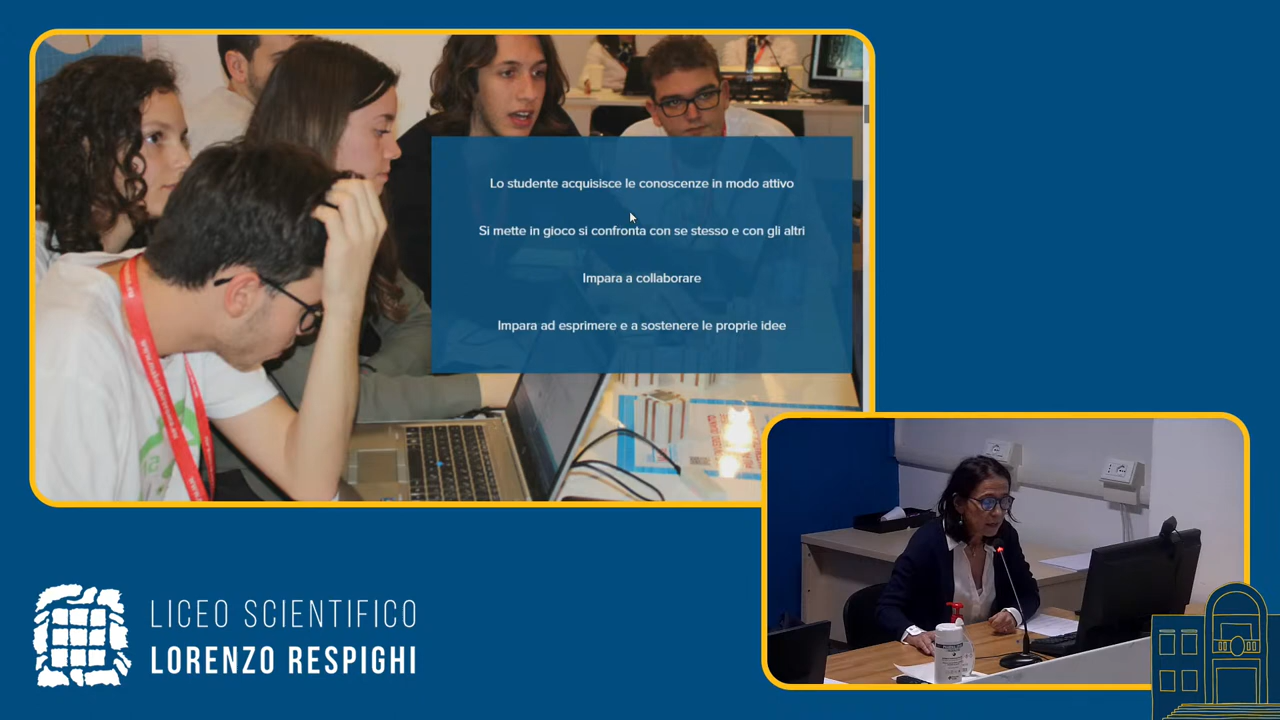 Lo studente acquisisce le conoscenze in modo attivo
Si mette in gioco si confronta con se stesso e con gli altri
Impara a collaborare
Impara ad esprimere e a sostenere le proprie idee
LICEO SCIENTIFICO
LORENZO RESPIGHI